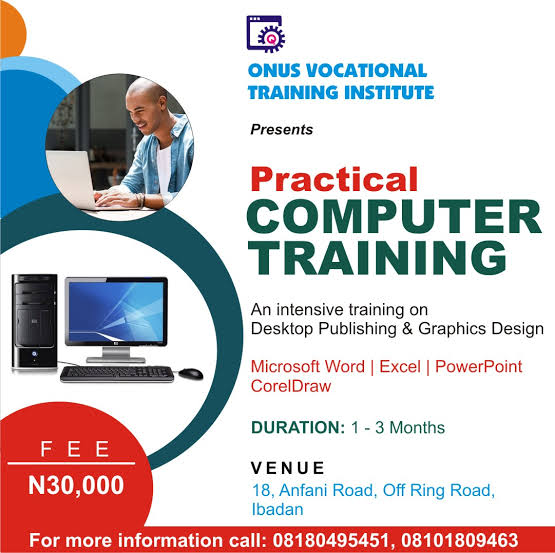 ONUS VOCATIONAL
TRAINING INSTITUTE
Presents
Practical
COMPUTER
TRAINING
An intensive training on
Desktop Publishing & Graphics Design
Microsoft Word | Excel | PowerPoint
CorelDraw
DURATION: 1 - 3 Months
VENUE
18, Anfani Road, Off Ring Road,
Ibadan
FEE
N30,000
For more information call: 08180495451, 08101809463